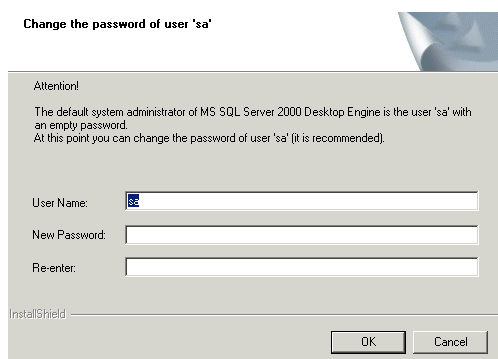 Change the password of user 'sa'
Attention!
The default system administrator of MS SQL Server 2000 Desktop Engine is the user 'sa' with
an empty password.
At this point you can change the password of user 'sa' (it is recommended).
User Name:
sa
New Password:
Re-enter:
InstallShield
OK
Cancel